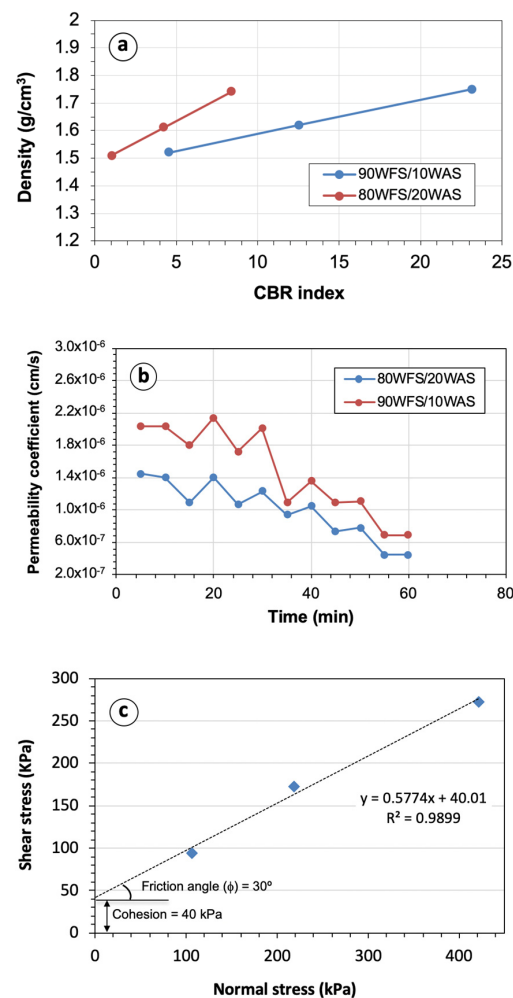 a
Density (g/cm³)
2
1.9
1.8
1.7
1.6
1.5
1.4
1.3
1.2
90WFS/10WAS
80WFS/20WAS
0 5 10 15 20 25
CBR index
b
Permeability coefficient (cm/s)
3.0x10⁻⁶
2.6x10⁻⁶
2.2x10⁻⁶
1.8x10⁻⁶
1.4x10⁻⁶
1.0x10⁻⁶
6.0x10⁻⁷
2.0x10⁻⁷
80WFS/20WAS
90WFS/10WAS
0 20 40 60 80
Time (min)
c
Shear stress (KPa)
300
250
200
150
100
50
0
y = 0.5774x + 40.01
R² = 0.9899
Friction angle (ϕ) = 30º
Cohesion = 40 kPa
0 100 200 300 400
Normal stress (kPa)